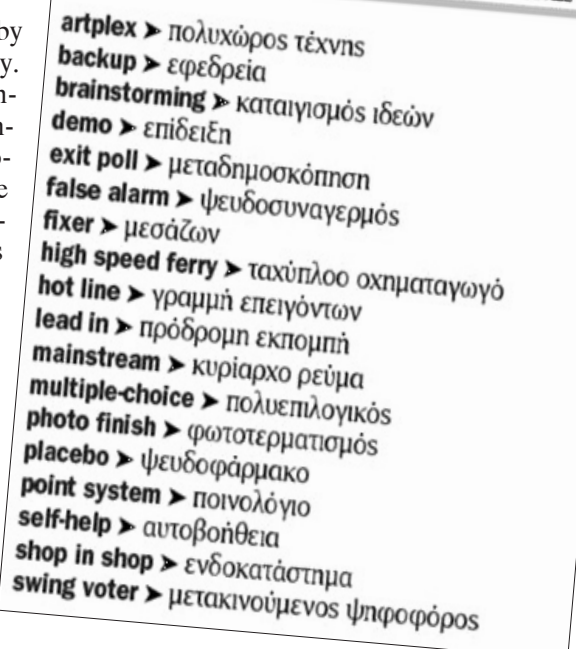 by
y.
n-
n-
o-
e
-
s
artplex ➤ πολυχώρος τέχνης
backup ➤ εφεδρεία
brainstorming ➤ καταιγισμός ιδεών
demo ➤ επίδειξη
exit poll ➤ μεταδημοσκόπηση
false alarm ➤ ψευδοσυναγερμός
fixer ➤ μεσάζων
high speed ferry ➤ ταχύπλοο οχηματαγωγό
hot line ➤ γραμμή επειγόντων
lead in ➤ πρόδρομη εκπομπή
mainstream ➤ κυρίαρχο ρεύμα
multiple-choice ➤ πολυεπιλογικός
photo finish ➤ φωτοτερματισμός
placebo ➤ ψευδοφάρμακο
point system ➤ ποινολόγιο
self-help ➤ αυτοβοήθεια
shop in shop ➤ ενδοκατάστημα
swing voter ➤ μετακινούμενος ψηφοφόρος